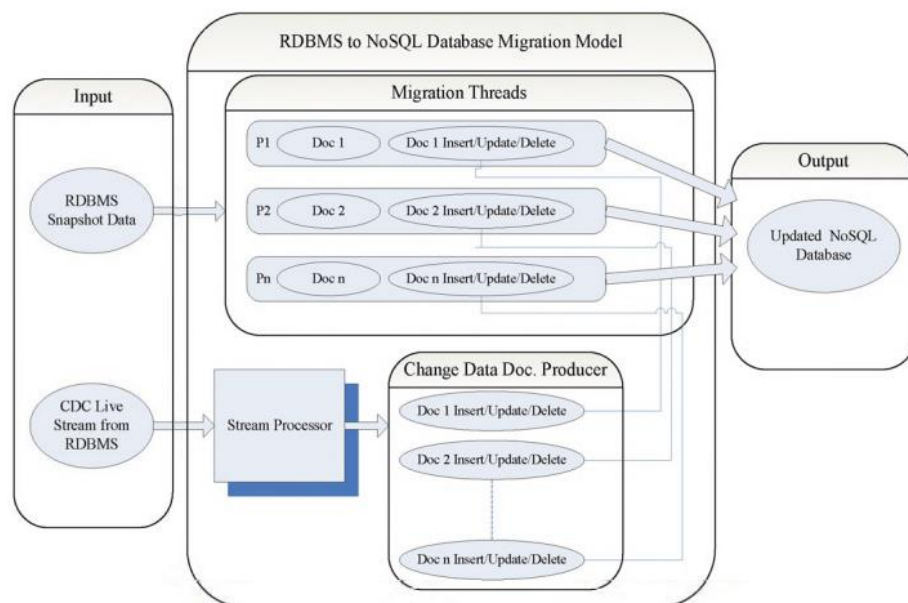 RDBMS to NoSQL Database Migration Model
Input
RDBMS
Snapshot Data
CDC Live
Stream from
RDBMS
Migration Threads
P1
Doc 1
Doc 1 Insert/Update/Delete
P2
Doc 2
Doc 2 Insert/Update/Delete
Pn
Doc n
Doc n Insert/Update/Delete
Stream Processor
Change Data Doc. Producer
Doc 1 Insert/Update/Delete
Doc 2 Insert/Update/Delete
Doc n Insert/Update/Delete
Output
Updated NoSQL
Database